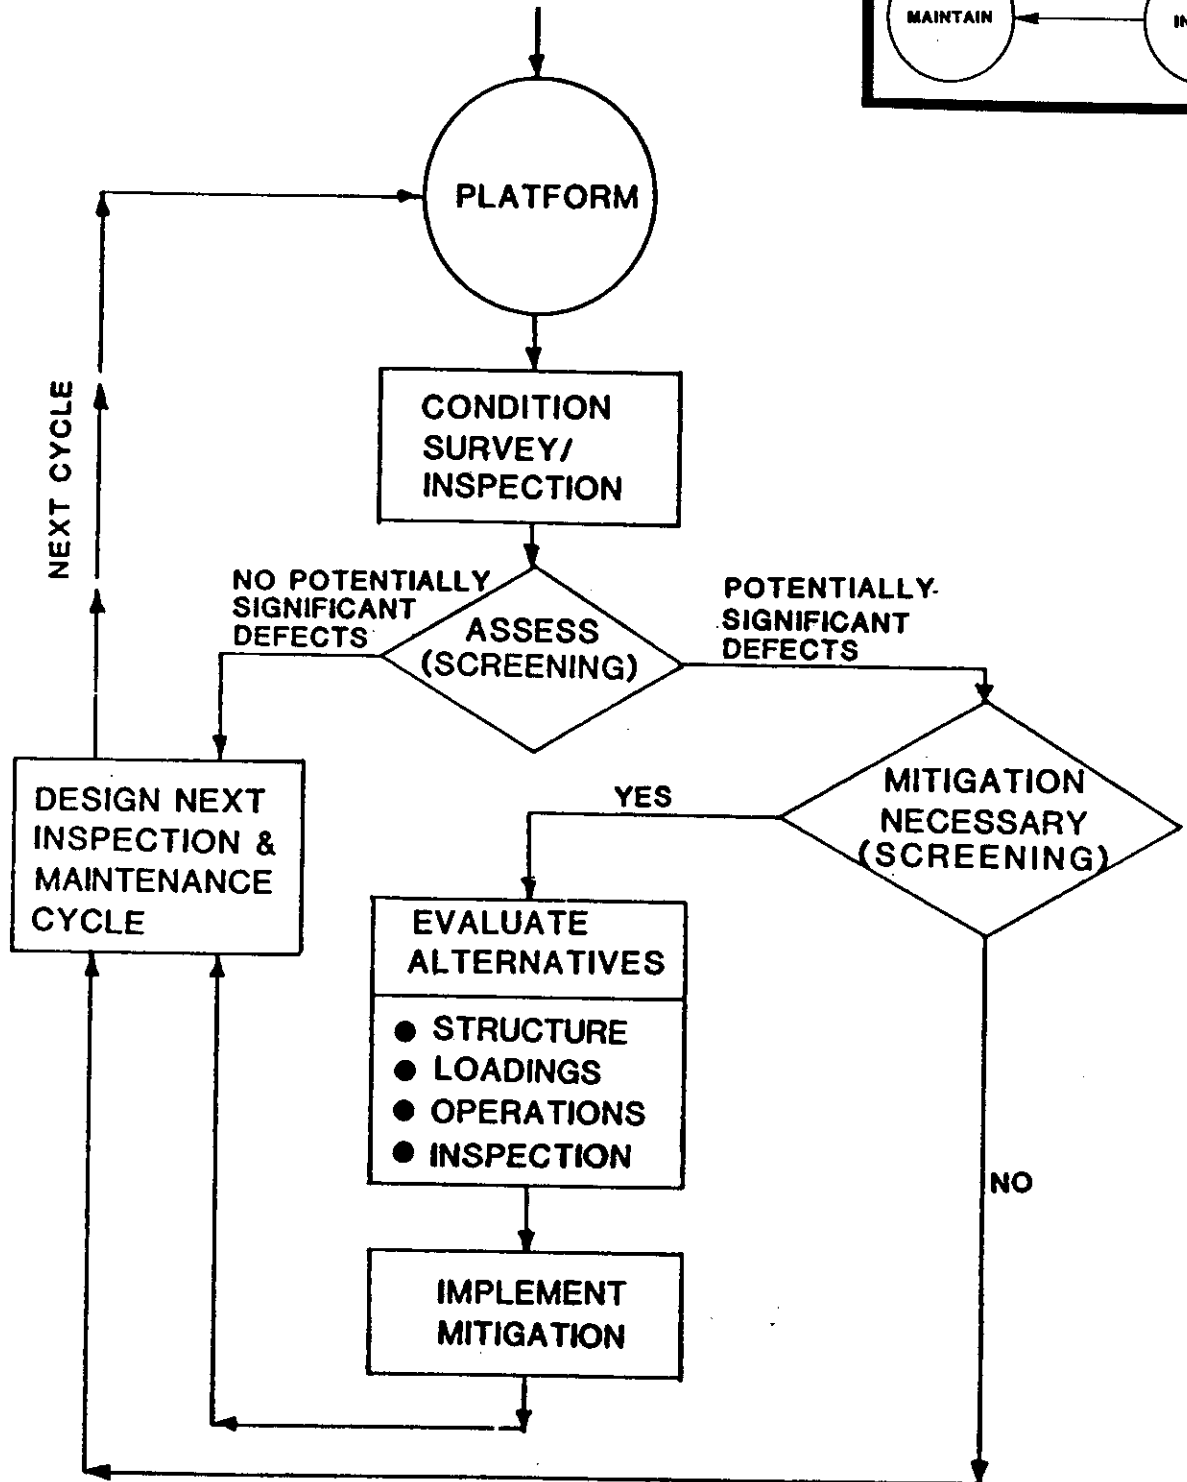 MAINTAIN
PLATFORM
NEXT CYCLE
CONDITION
SURVEY/
INSPECTION
NO POTENTIALLY
SIGNIFICANT
DEFECTS
ASSESS
(SCREENING)
POTENTIALLY
SIGNIFICANT
DEFECTS
DESIGN NEXT
INSPECTION &
MAINTENANCE
CYCLE
YES
MITIGATION
NECESSARY
(SCREENING)
EVALUATE
ALTERNATIVES
● STRUCTURE
● LOADINGS
● OPERATIONS
● INSPECTION
NO
IMPLEMENT
MITIGATION